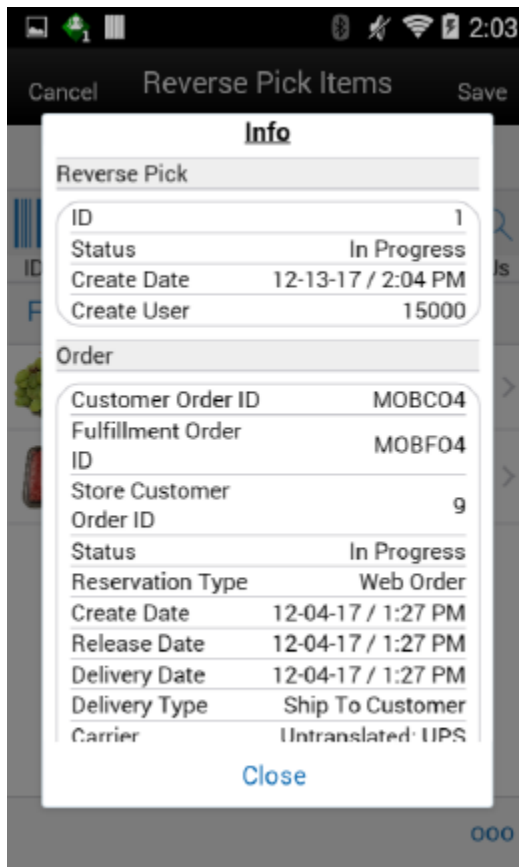 1 2:03
Cancel Reverse Pick Items Save
Info
Reverse Pick
ID 1
Status In Progress
Create Date 12-13-17 / 2:04 PM
Create User 15000
Order
Customer Order ID MOBCO4
Fulfillment Order
ID MOBFO4
Store Customer
Order ID 9
Status In Progress
Reservation Type Web Order
Create Date 12-04-17 / 1:27 PM
Release Date 12-04-17 / 1:27 PM
Delivery Date 12-04-17 / 1:27 PM
Delivery Type Ship To Customer
Carrier Untranslated: UPS
Close